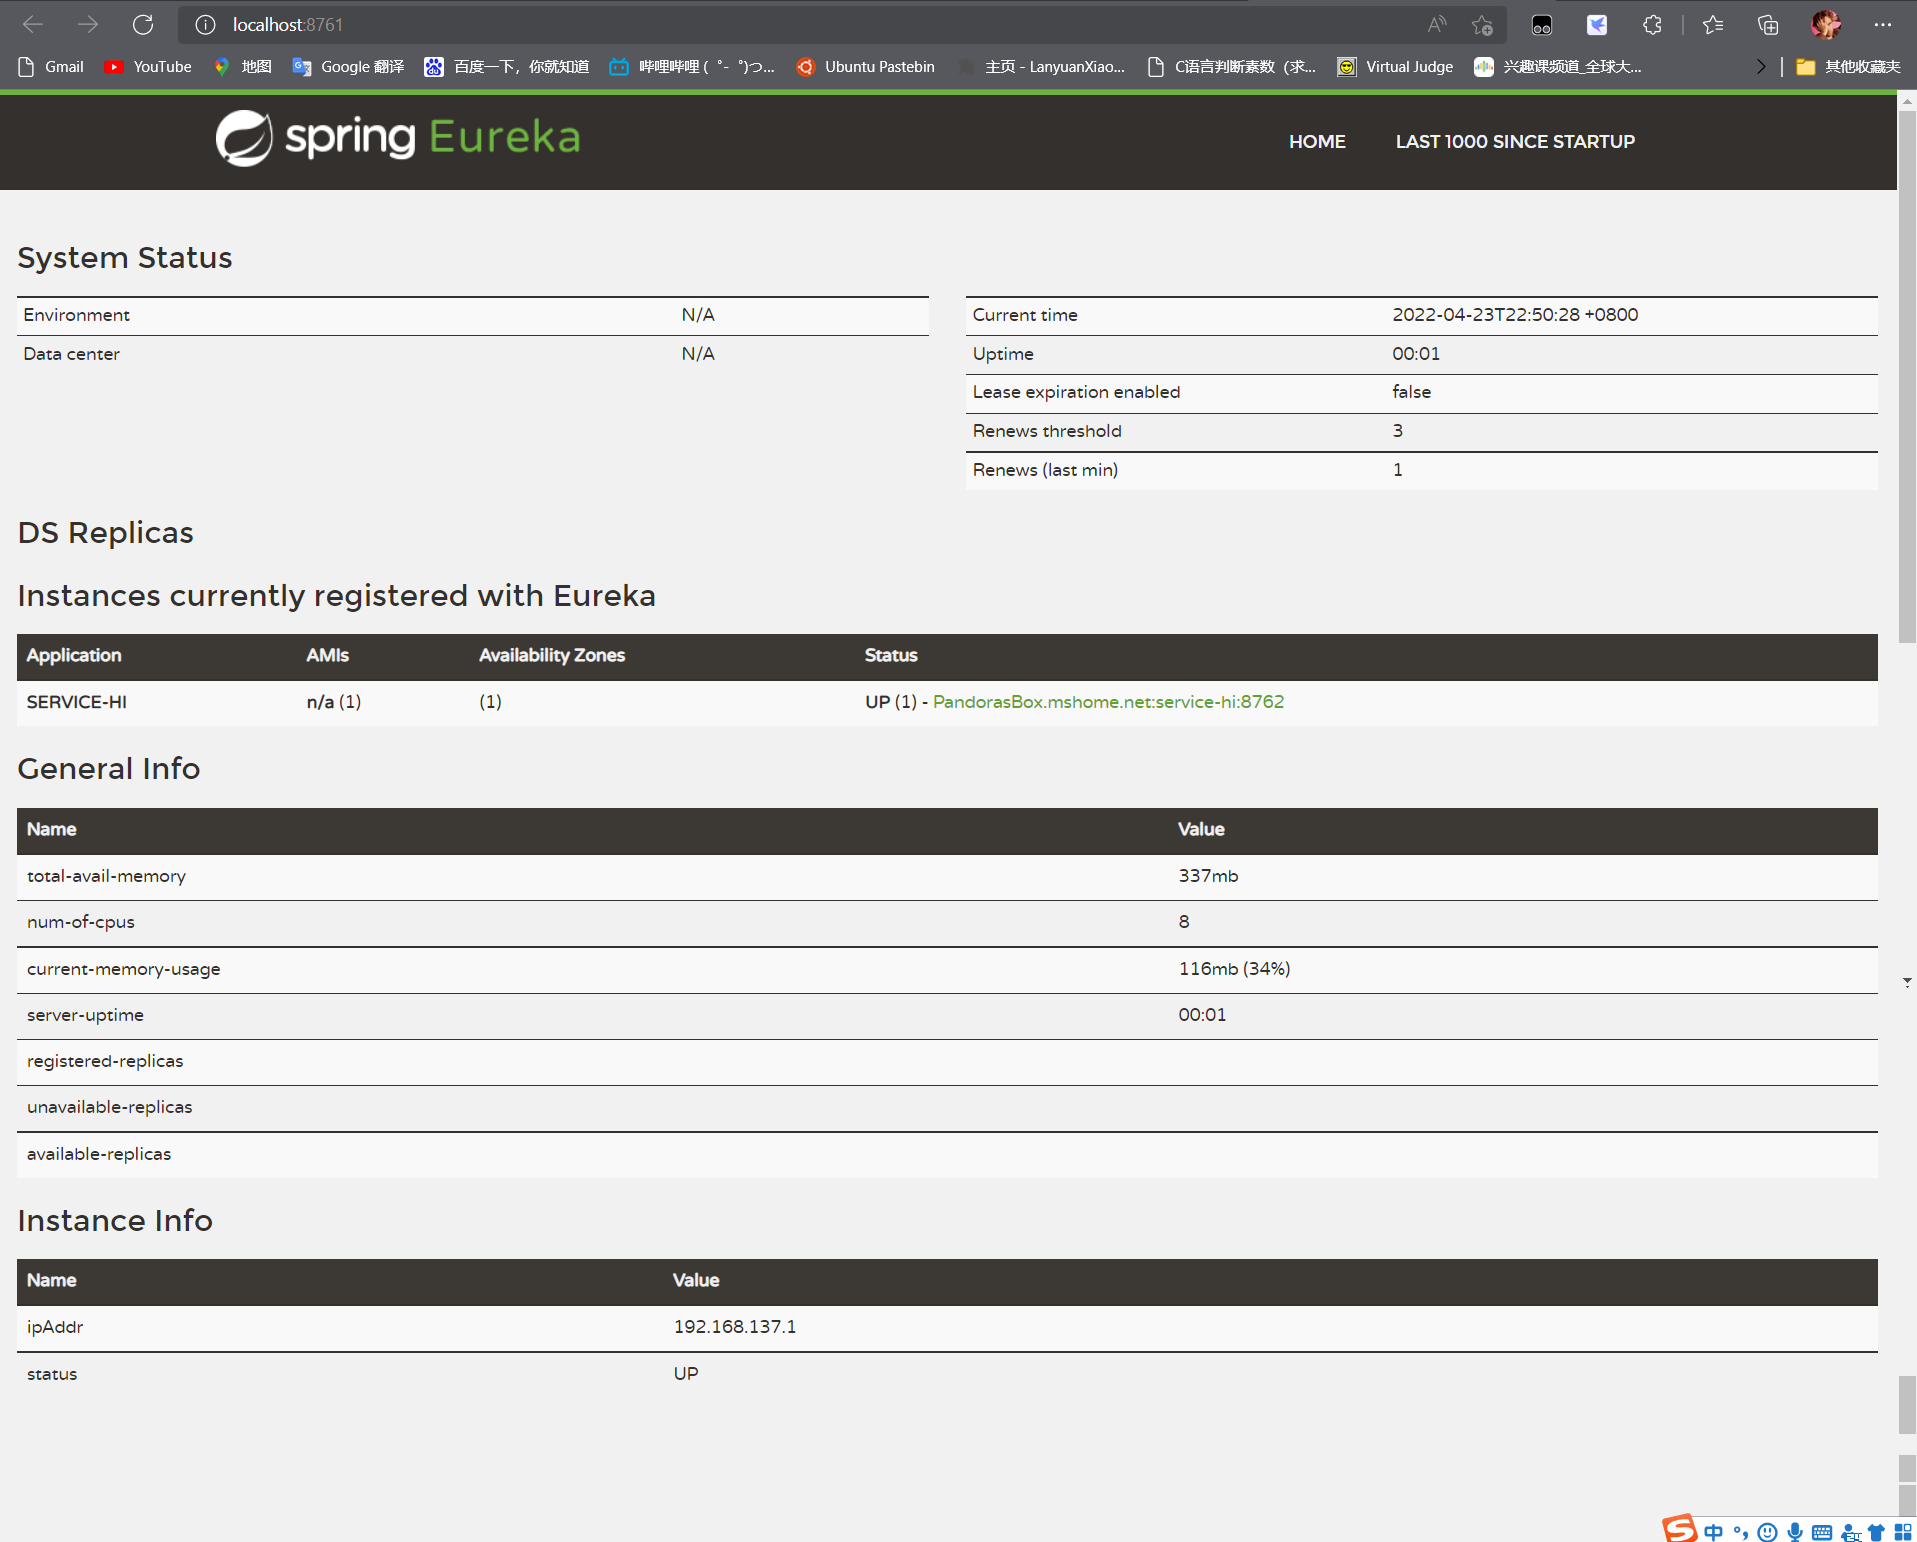 localhost:8761
Gmail YouTube 地图 Google 翻译 百度一下，你就知道 哔哩哔哩 (゜-゜)つ... Ubuntu Pastebin 主页 - LanyuanXiao... C语言判断素数（求... Virtual Judge 兴趣课频道_全球大... 其他收藏夹
spring Eureka HOME LAST 1000 SINCE STARTUP
System Status
Environment N/A
Data center N/A
Current time 2022-04-23T22:50:28 +0800
Uptime 00:01
Lease expiration enabled false
Renews threshold 3
Renews (last min) 1
DS Replicas
Instances currently registered with Eureka
Application AMIs Availability Zones Status
SERVICE-HI n/a (1) (1) UP (1) - PandorasBox.mshome.net:service-hi:8762
General Info
Name Value
total-avail-memory 337mb
num-of-cpus 8
current-memory-usage 116mb (34%)
server-uptime 00:01
registered-replicas
unavailable-replicas
available-replicas
Instance Info
Name Value
ipAddr 192.168.137.1
status UP
中